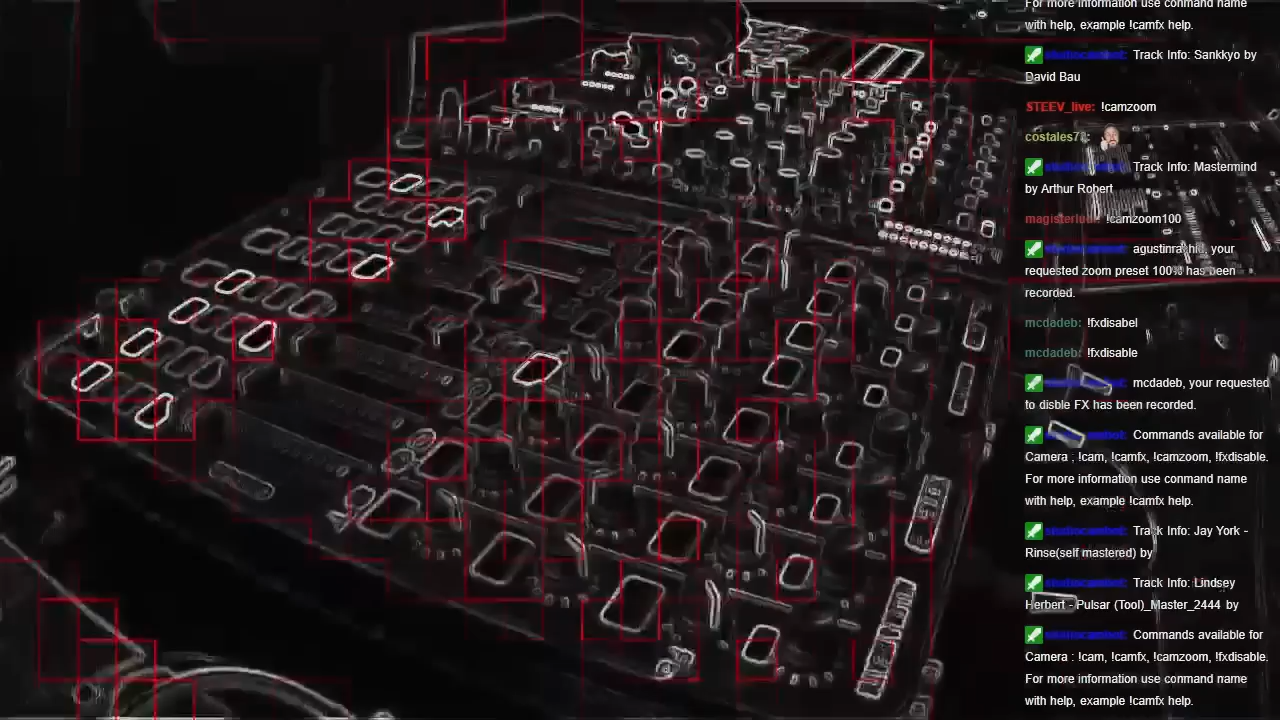 For more information use command name
with help, example !camfx help.
Track Info: Sankkyo by
David Bau
STEEV_live: !camzoom
Track Info: Mastermind
by Arthur Robert
!camzoom100
your
requested zoom preset 100% has been
recorded.
mcdadeb: !fxdisabel
mcdadeb: !fxdisable
mcdadeb, your requested
to disble FX has been recorded.
Commands available for
Camera : !cam, !camfx, !camzoom, !fxdisable.
For more information use command name
with help, example !camfx help.
Track Info: Jay York -
Rinse(self mastered) by
Track Info: Lindsey
Herbert - Pulsar (Tool)_Master_2444 by
Commands available for
Camera : !cam, !camfx, !camzoom, !fxdisable.
For more information use command name
with help, example !camfx help.